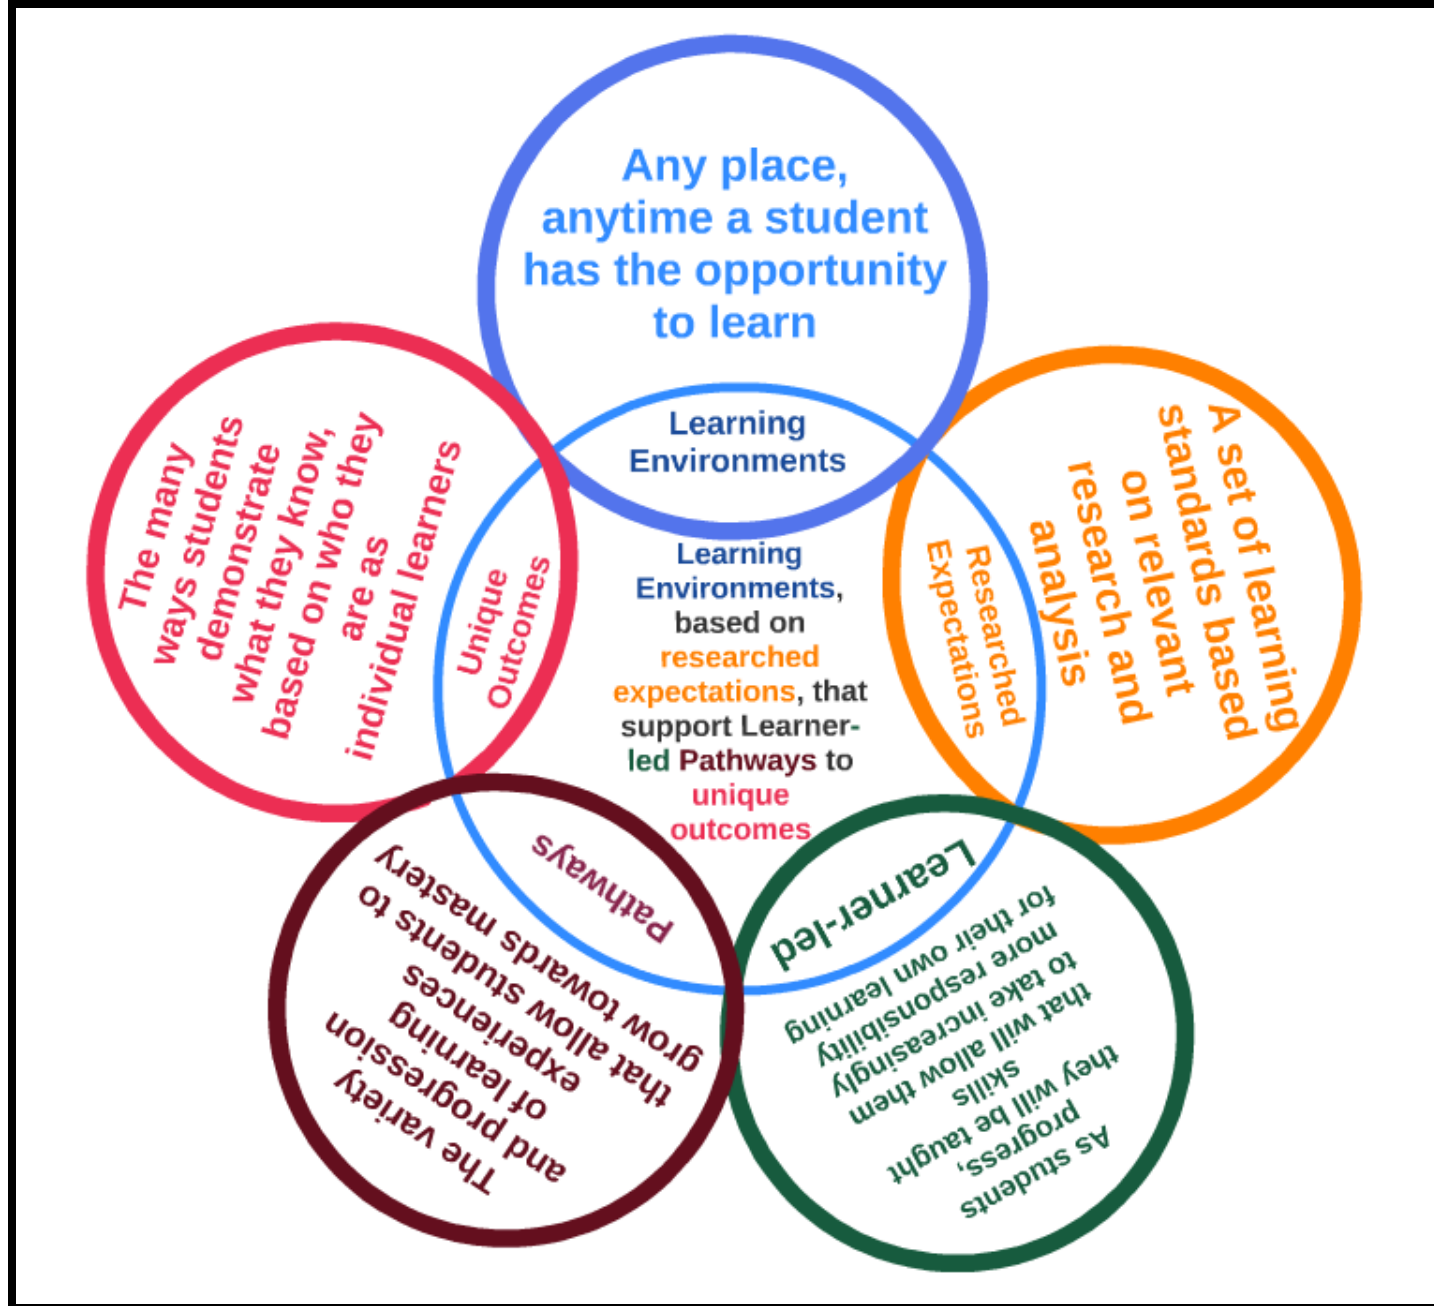 Any place,
anytime a student
has the opportunity
to learn
Learning
Environments
Learning
Environments,
based on
researched
expectations, that
support Learner-
led Pathways to
unique
outcomes
A set of learning
standards based
on relevant
research and
analysis
Researched
Expectations
Learner-led
As students
progress,
they will be taught
skills
that will allow them
to take increasingly
more responsibility
for their own learning
Pathways
The variety
and progression
of learning
experiences
that allow students to
grow towards mastery
The many
ways students
demonstrate
what they know,
based on who they
are as
individual learners
Unique
Outcomes